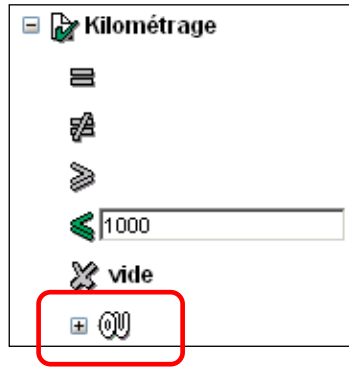 Kilométrage
=
≠
≥
≤ 1000
vide
OU